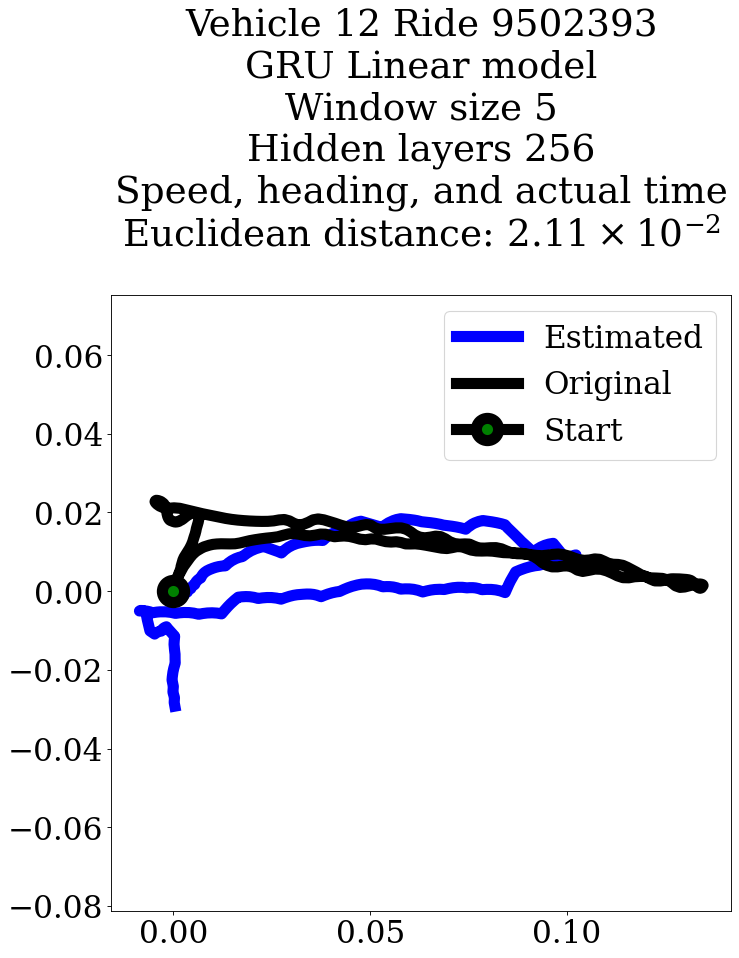 Vehicle 12 Ride 9502393
GRU Linear model
Window size 5
Hidden layers 256
Speed, heading, and actual time
Euclidean distance: 2.11 × 10⁻²
Estimated
Original
Start
0.06
0.04
0.02
0.00
−0.02
−0.04
−0.06
−0.08
0.00 0.05 0.10